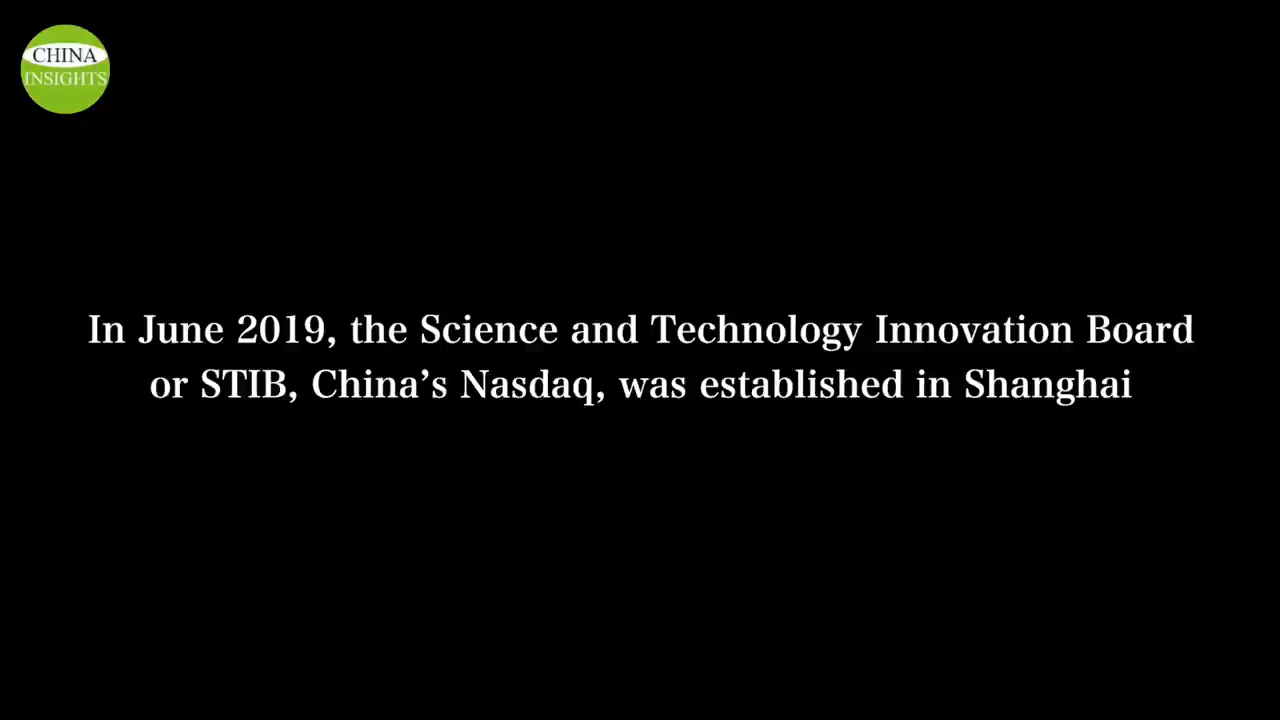 CHINA
INSIGHTS
In June 2019, the Science and Technology Innovation Board
or STIB, China’s Nasdaq, was established in Shanghai